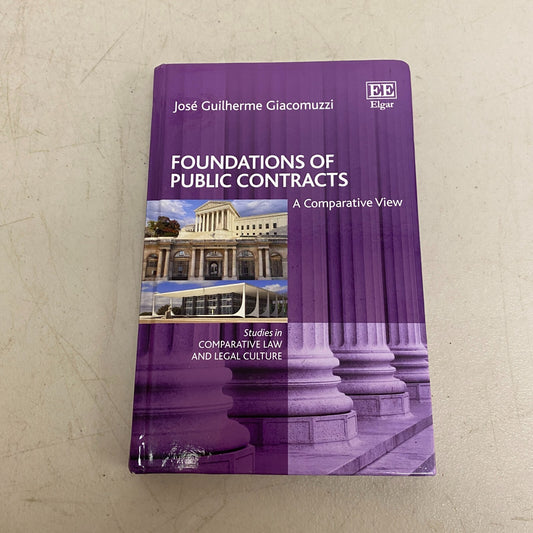 José Guilherme Giacomuzzi
EE
Elgar
FOUNDATIONS OF
PUBLIC CONTRACTS
A Comparative View
Studies in
COMPARATIVE LAW
AND LEGAL CULTURE